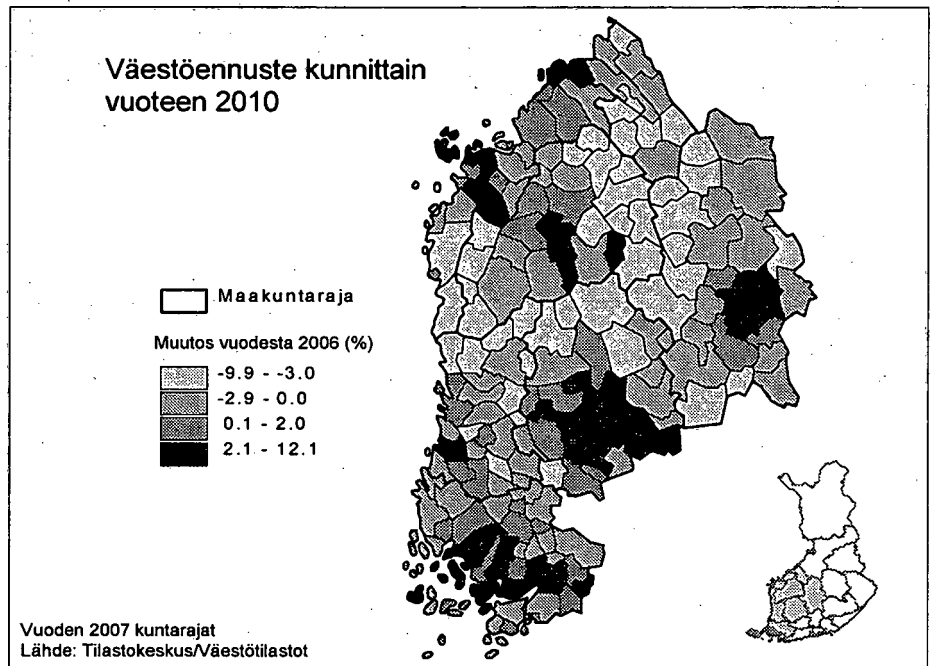 Väestöennuste kunnittain
vuoteen 2010
Maakuntaraja
Muutos vuodesta 2006 (%)
-9.9 - -3.0
-2.9 - 0.0
0.1 - 2.0
2.1 - 12.1
Vuoden 2007 kuntarajat
Lähde: Tilastokeskus/Väestötilastot